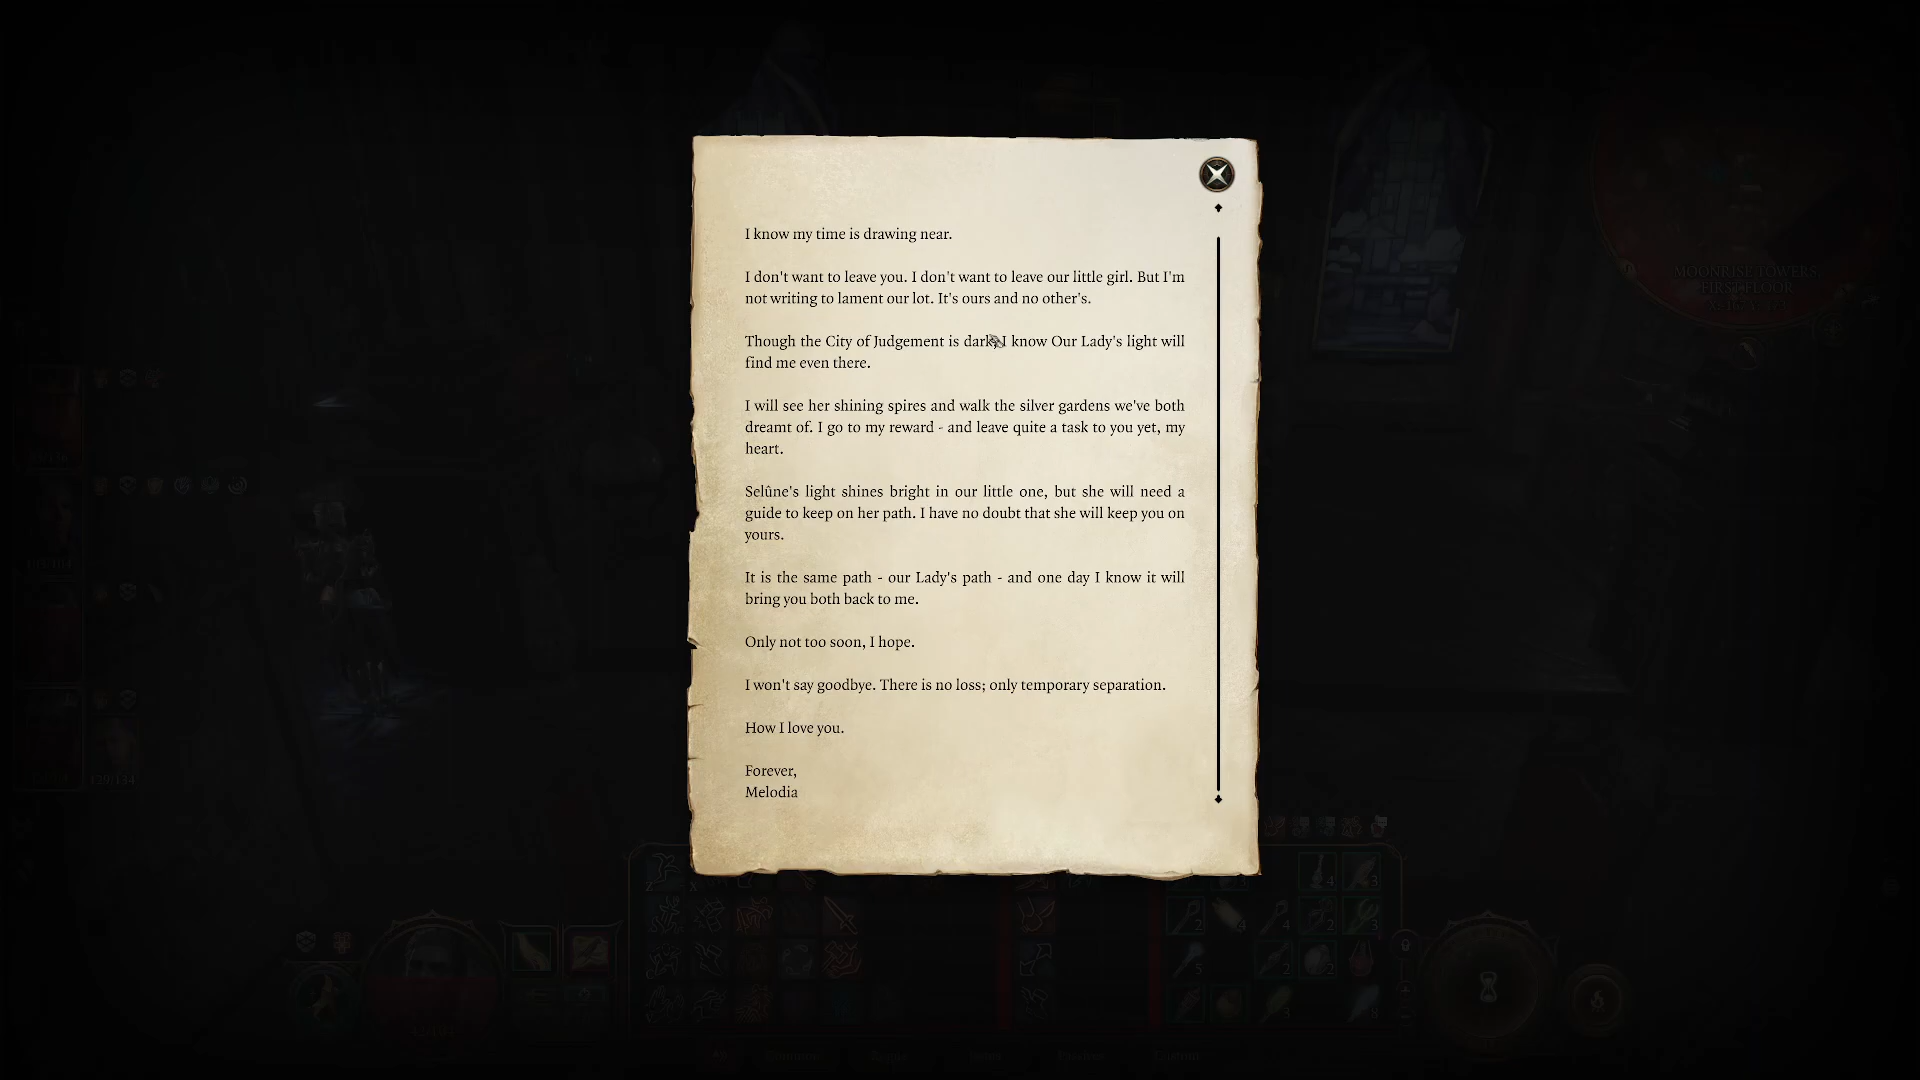 I know my time is drawing near.
I don't want to leave you. I don't want to leave our little girl. But I'm
not writing to lament our lot. It's ours and no other's.
Though the City of Judgement is dark, I know Our Lady's light will
find me even there.
I will see her shining spires and walk the silver gardens we've both
dreamt of. I go to my reward - and leave quite a task to you yet, my
heart.
Selûne's light shines bright in our little one, but she will need a
guide to keep on her path. I have no doubt that she will keep you on
yours.
It is the same path - our Lady's path - and one day I know it will
bring you both back to me.
Only not too soon, I hope.
I won't say goodbye. There is no loss; only temporary separation.
How I love you.
Forever,
Melodia
MOONRISE TOWERS,
FIRST FLOOR